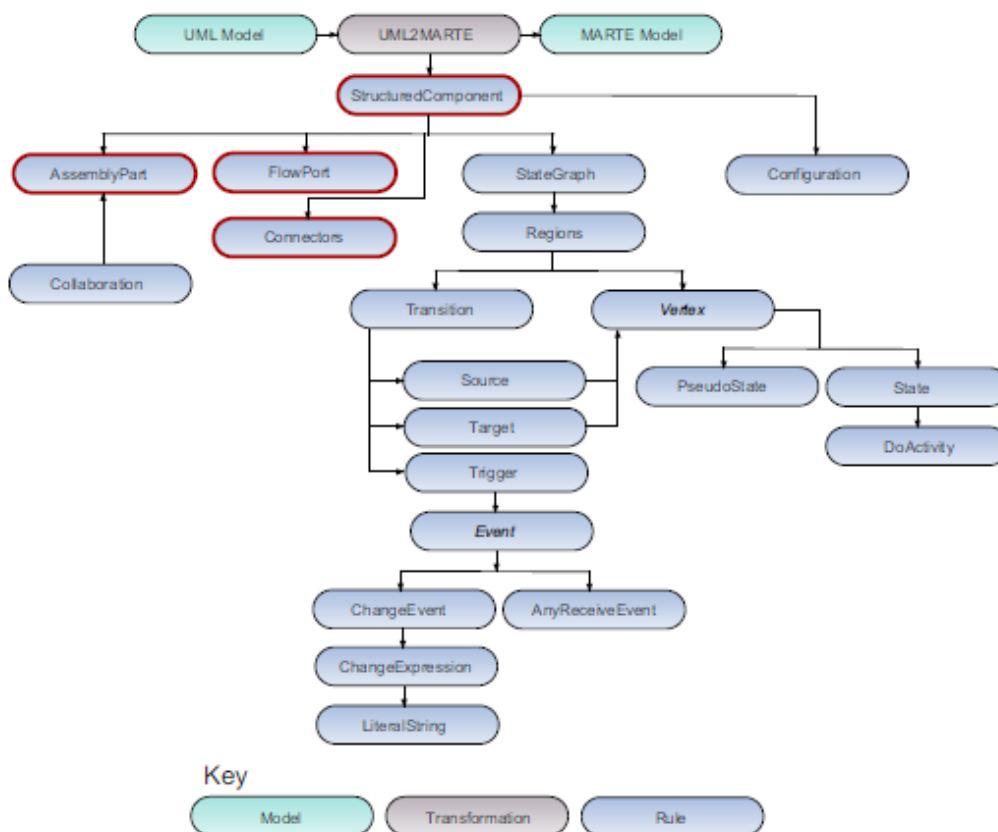 UML Model
UML2MARTE
MARTE Model
StructuredComponent
AssemblyPart
FlowPort
StateGraph
Configuration
Connectors
Regions
Collaboration
Transition
Vertex
Source
PseudoState
State
Target
DoActivity
Trigger
Event
ChangeEvent
AnyReceiveEvent
ChangeExpression
LiteralString
Key
Model
Transformation
Rule